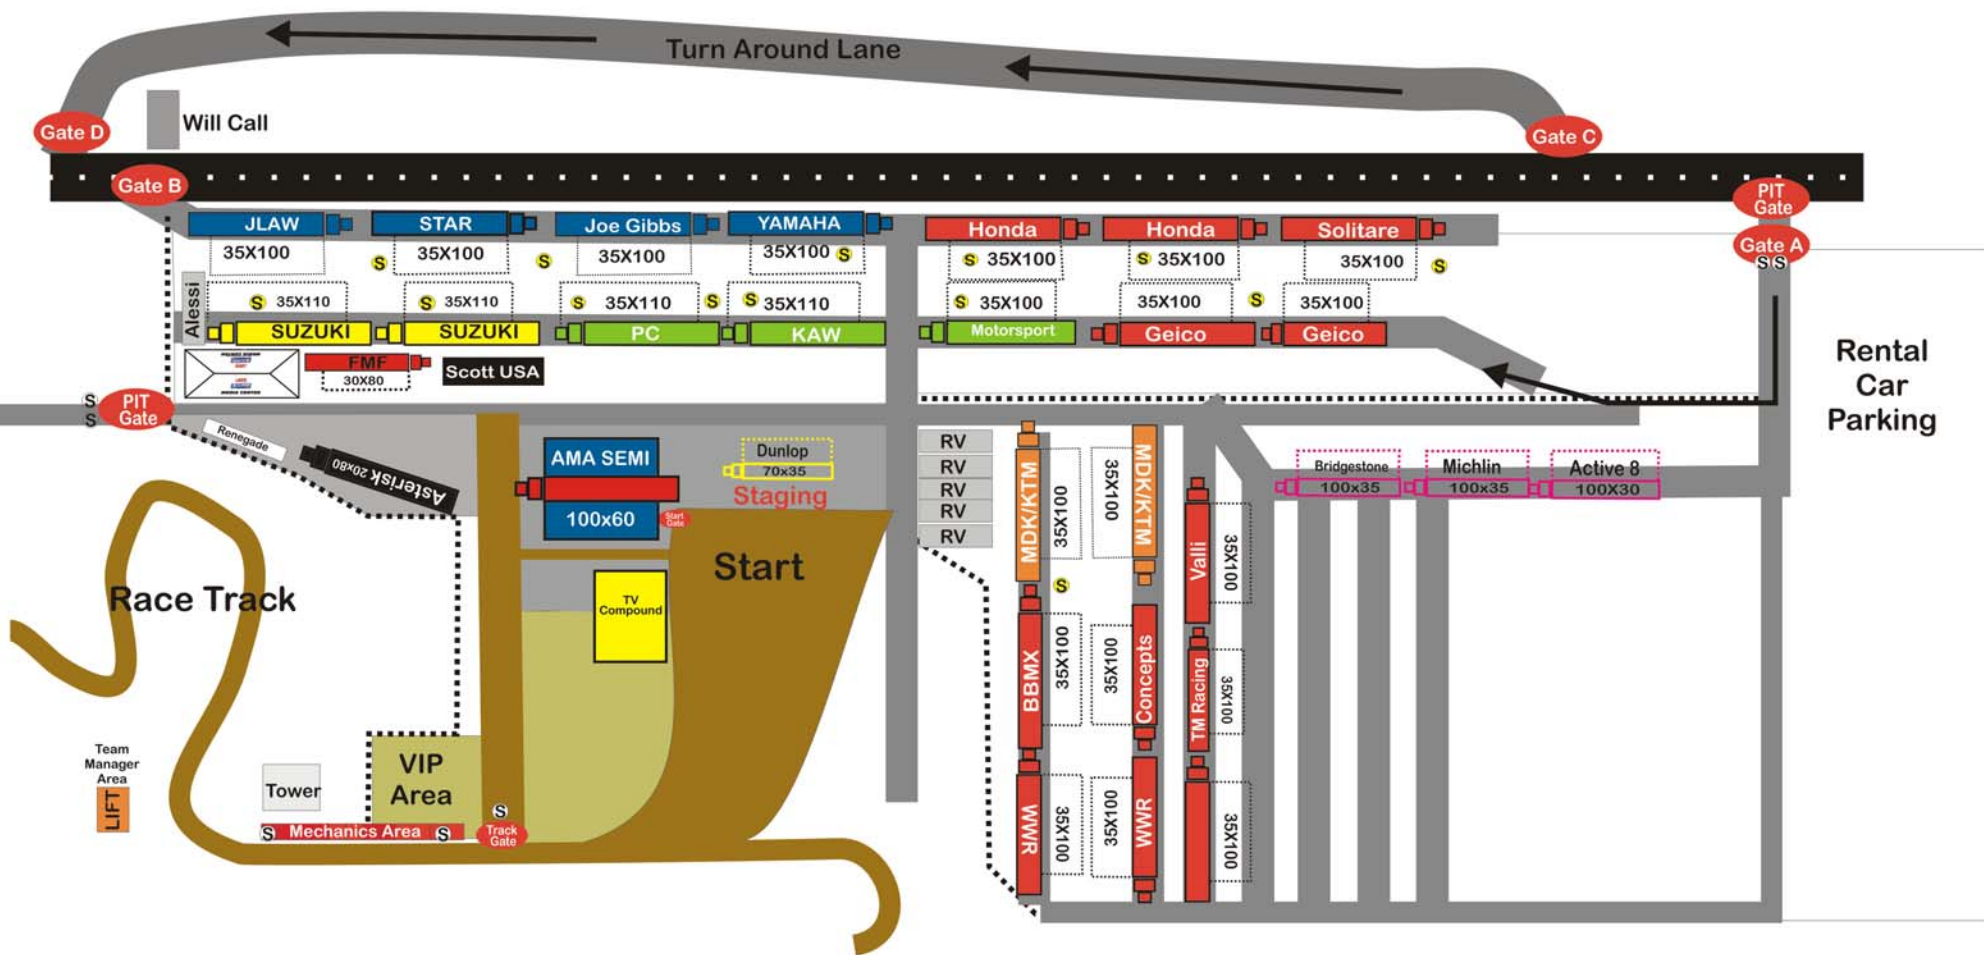 Turn Around Lane
Gate D
Will Call
Gate C
Gate B
PIT
Gate
Gate A
S S
JLAW
STAR
Joe Gibbs
YAMAHA
Honda
Honda
Solitare
35X100
S
35X100
S
35X100
35X100 S
S 35X100
S 35X100
35X100
S
Alessi
S 35X110
S 35X110
S 35X110
S
S 35X110
S 35X100
35X100
S
35X100
SUZUKI
SUZUKI
PC
KAW
Motorsport
Geico
Geico
FMF
30X80
Scott USA
Rental
Car
Parking
S
S
PIT
Gate
Renegade
Asterisk 20x80
AMA SEMI
100x60
Start
Gate
Dunlop
70x35
Staging
RV
RV
RV
RV
RV
MDK/KTM
35X100
35X100
MDK/KTM
Bridgestone
100x35
Michlin
100x35
Active 8
100X30
Valli
35X100
S
Start
TV
Compound
Race Track
BBMX
35X100
35X100
Concepts
TM Racing
35X100
Team
Manager
Area
LIFT
Tower
VIP
Area
S Mechanics Area S
S
Track
Gate
WWR
35X100
35X100
WWR
35X100